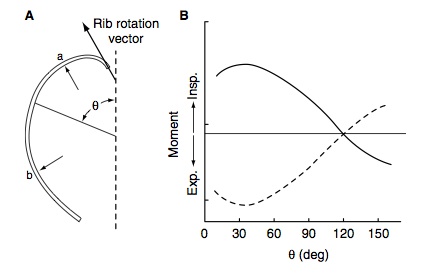 A
Rib rotation
vector
a
θ
b
B
Moment
Insp.
Exp.
0 30 60 90 120 150
θ (deg)